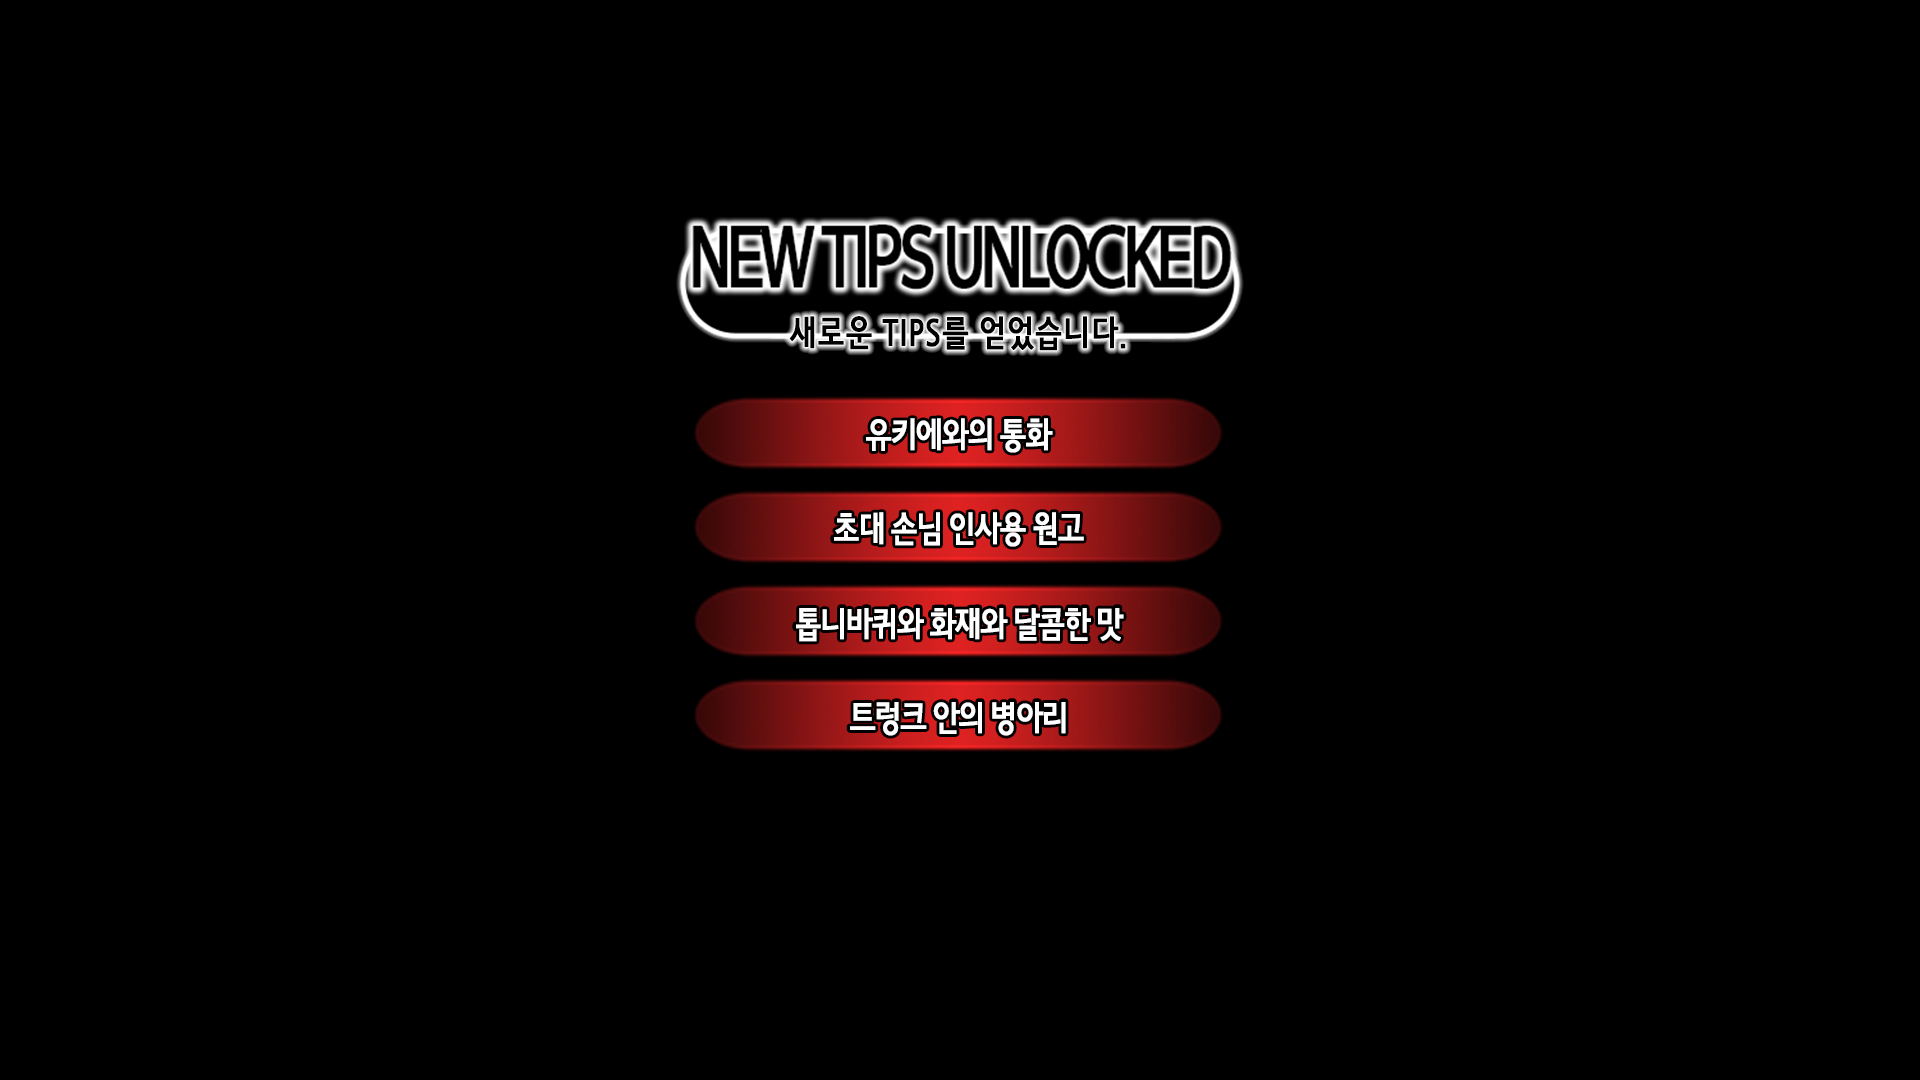 NEW TIPS UNLOCKED
새로운 TIPS를 얻었습니다.
유키에와의 통화
초대 손님 인사용 원고
톱니바퀴와 화재와 달콤한 맛
트렁크 안의 병아리